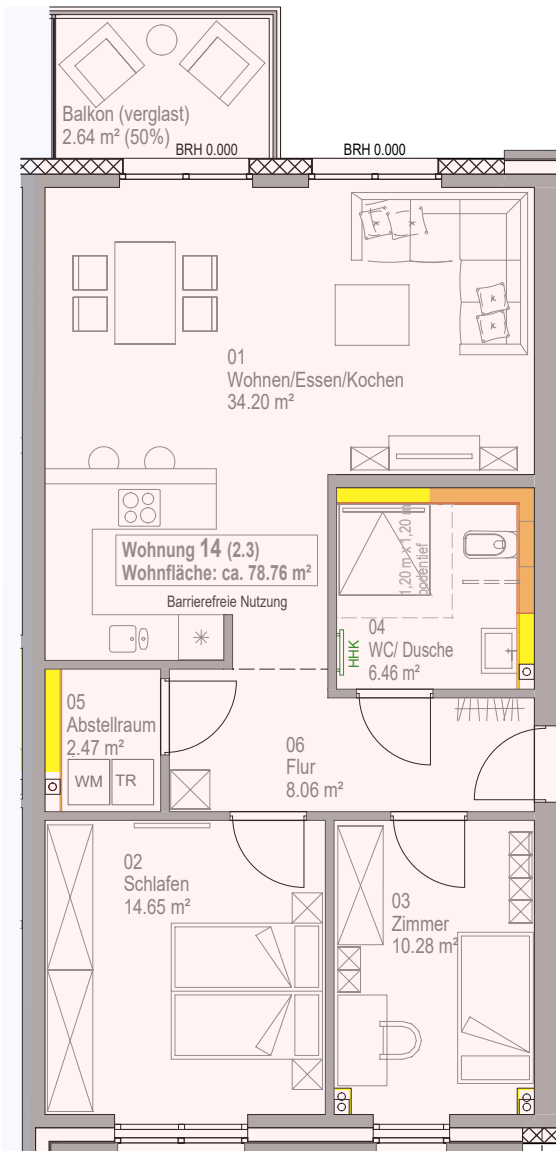 Balkon (verglast)
2.64 m² (50%)
BRH 0.000
BRH 0.000
01
Wohnen/Essen/Kochen
34.20 m²
Wohnung 14 (2.3)
Wohnfläche: ca. 78.76 m²
Barrierefreie Nutzung
1,20 m x 1,20 m
bodentief
04
WC/ Dusche
6.46 m²
HHK
05
Abstellraum
2.47 m²
WM
TR
06
Flur
8.06 m²
02
Schlafen
14.65 m²
03
Zimmer
10.28 m²